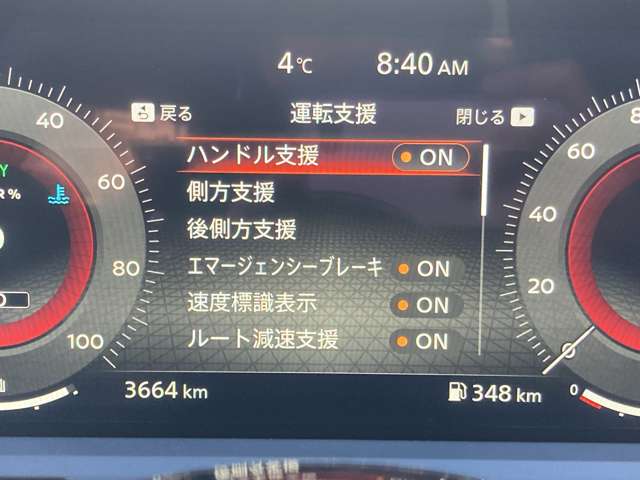 4℃ 8:40 AM
戻る 運転支援 閉じる
ハンドル支援 ON
側方支援
後側方支援
エマージェンシーブレーキ ON
速度標識表示 ON
ルート減速支援 ON
40
60
80
100
80
60
40
20
0
0
%
3664 km
348 km